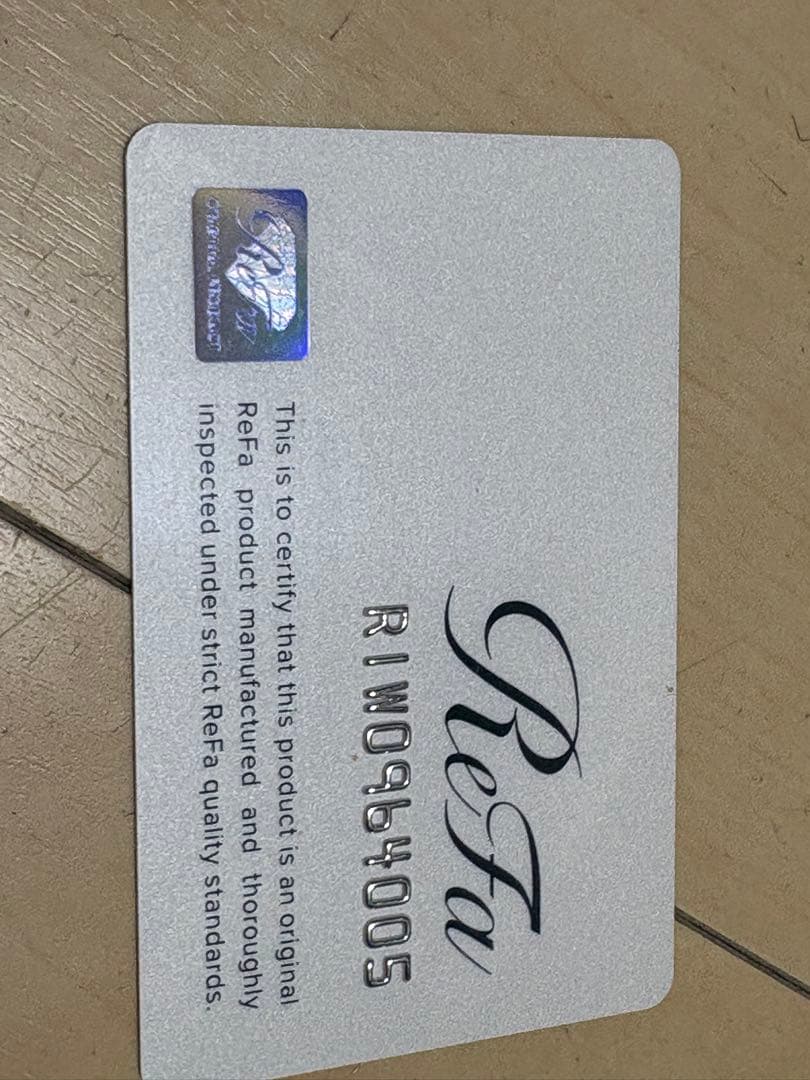 ReFa
RIW0964005
ReFa
This is to certify that this product is an original
ReFa product manufactured and thoroughly
inspected under strict ReFa quality standards.